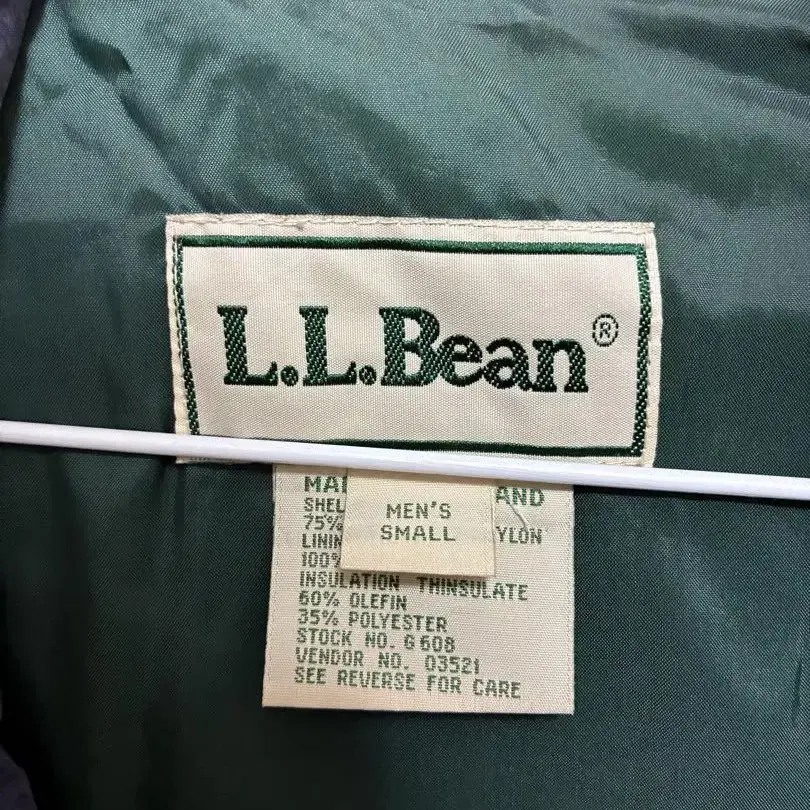 L.L.Bean®
MEN'S
SMALL
INSULATION THINSULATE
60% OLEFIN
35% POLYESTER
STOCK NO. G608
VENDOR NO. 03521
SEE REVERSE FOR CARE